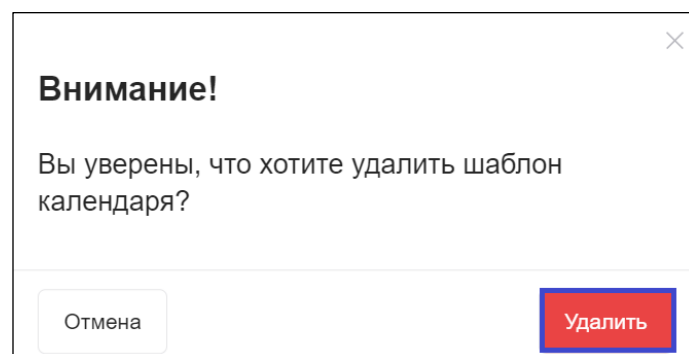 Внимание!
Вы уверены, что хотите удалить шаблон
календаря?
Отмена
Удалить